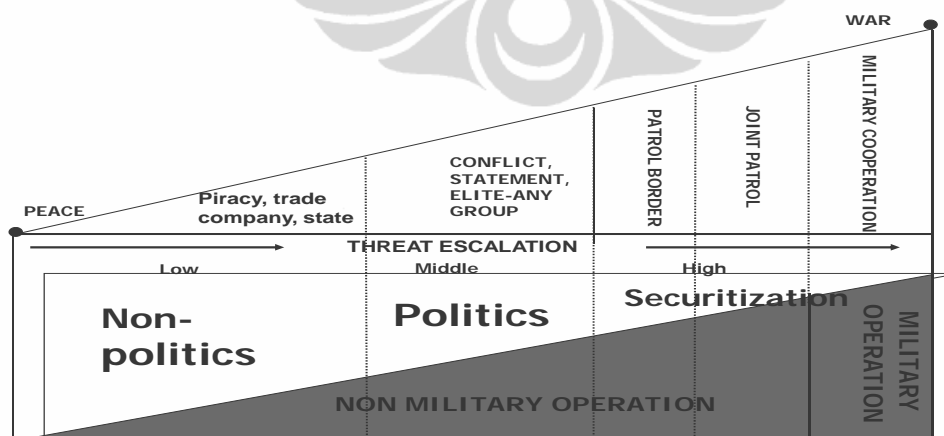 WAR
PEACE
Piracy, trade
company, state
CONFLICT,
STATEMENT,
ELITE-ANY
GROUP
PATROL BORDER
JOINT PATROL
MILITARY COOPERATION
THREAT ESCALATION
Low
Middle
High
Non-
politics
Politics
Securitization
NON MILITARY OPERATION
MILITARY
OPERATION